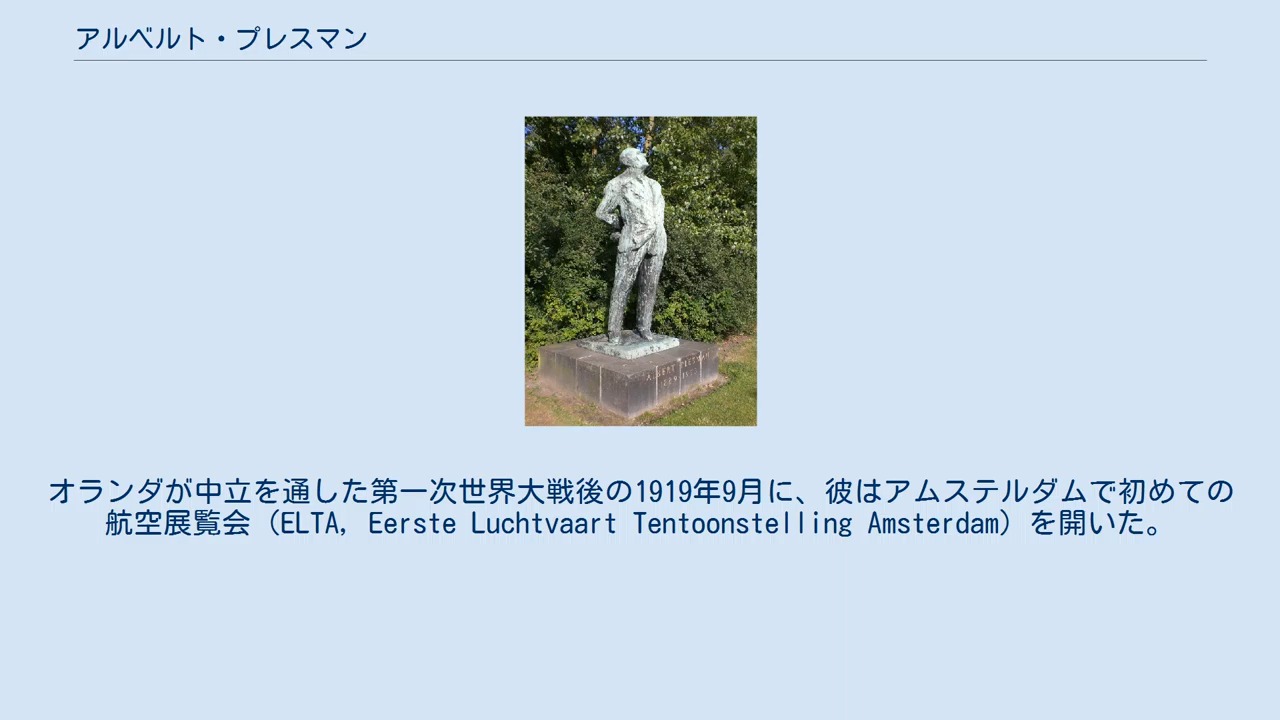 アルベルト・プレスマン
オランダが中立を通した第一次世界大戦後の1919年9月に、彼はアムステルダムで初めての
航空展覧会（ELTA, Eerste Luchtvaart Tentoonstelling Amsterdam）を開いた。